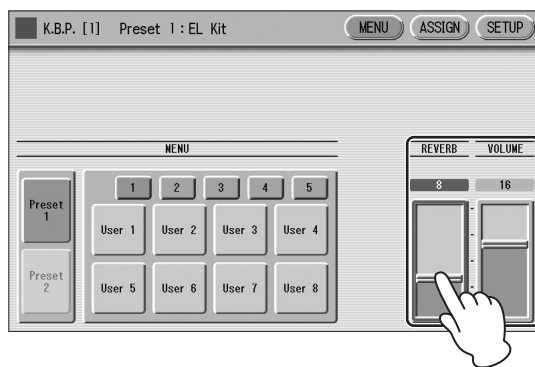 K.B.P. [1] Preset 1 : EL Kit MENU ASSIGN SETUP
MENU
REVERB VOLUME
8 16
1 2 3 4 5
Preset 1
User 1 User 2 User 3 User 4
Preset 2
User 5 User 6 User 7 User 8